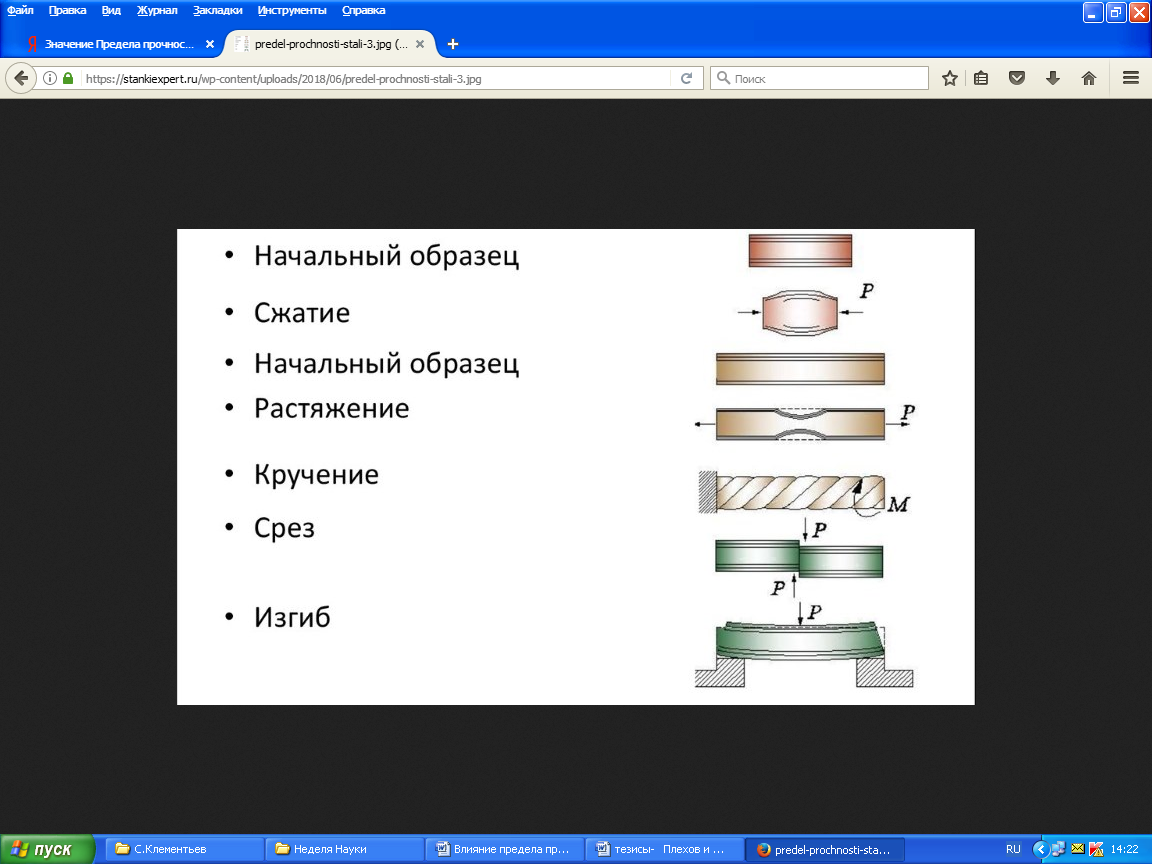 Файл Правка Вид Журнал Закладки Инструменты Справка
Значение Предела прочнос...
predel-prochnosti-stali-3.jpg (...
https://stankiexpert.ru/wp-content/uploads/2018/06/predel-prochnosti-stali-3.jpg
Поиск
• Начальный образец
• Сжатие
P
• Начальный образец
• Растяжение
P
• Кручение
M
• Срез
P
P
• Изгиб
P
пуск
С.Клементьев
Неделя Науки
Влияние предела пр...
тезисы- Плехов и ...
predel-prochnosti-sta...
RU
14:22